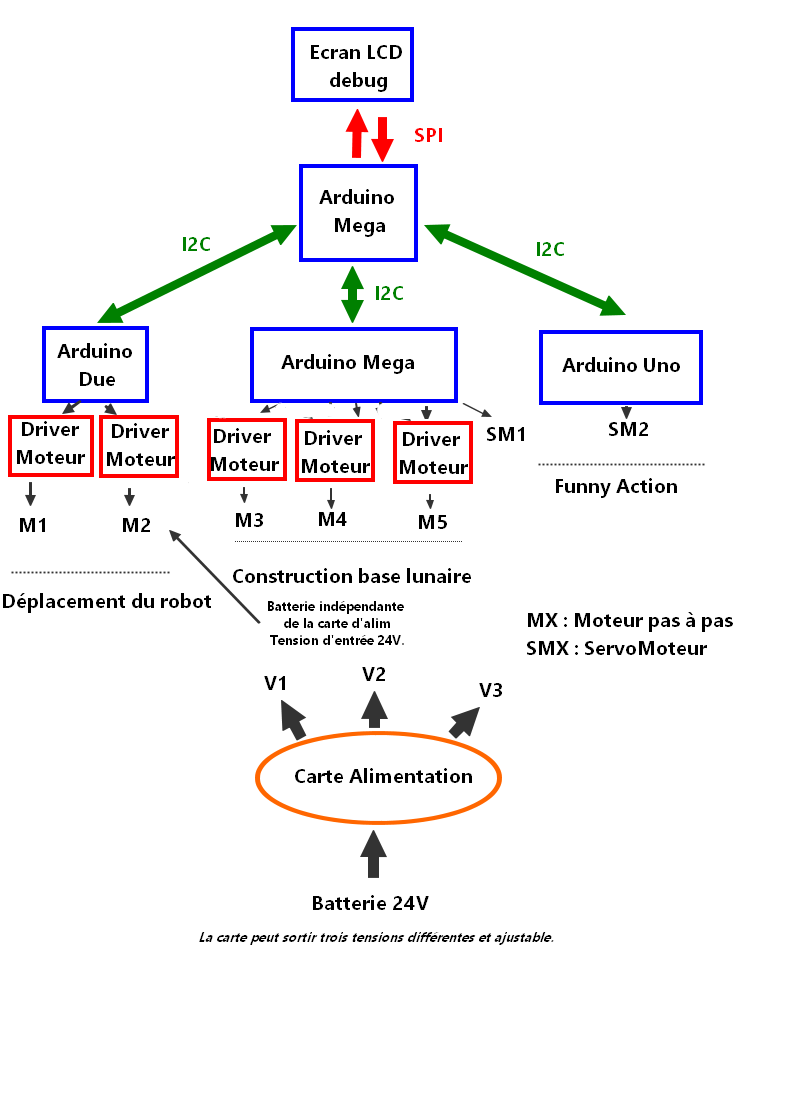 Ecran LCD
debug
SPI
Arduino
Mega
I2C
I2C
I2C
Arduino
Due
Arduino Mega
Arduino Uno
Driver
Moteur
Driver
Moteur
Driver
Moteur
Driver
Moteur
Driver
Moteur
SM1
SM2
M1
M2
M3
M4
M5
Funny Action
Construction base lunaire
Déplacement du robot
Batterie indépendante
de la carte d'alim
Tension d'entrée 24V.
MX : Moteur pas à pas
SMX : ServoMoteur
V1
V2
V3
Carte Alimentation
Batterie 24V
La carte peut sortir trois tensions différentes et ajustable.